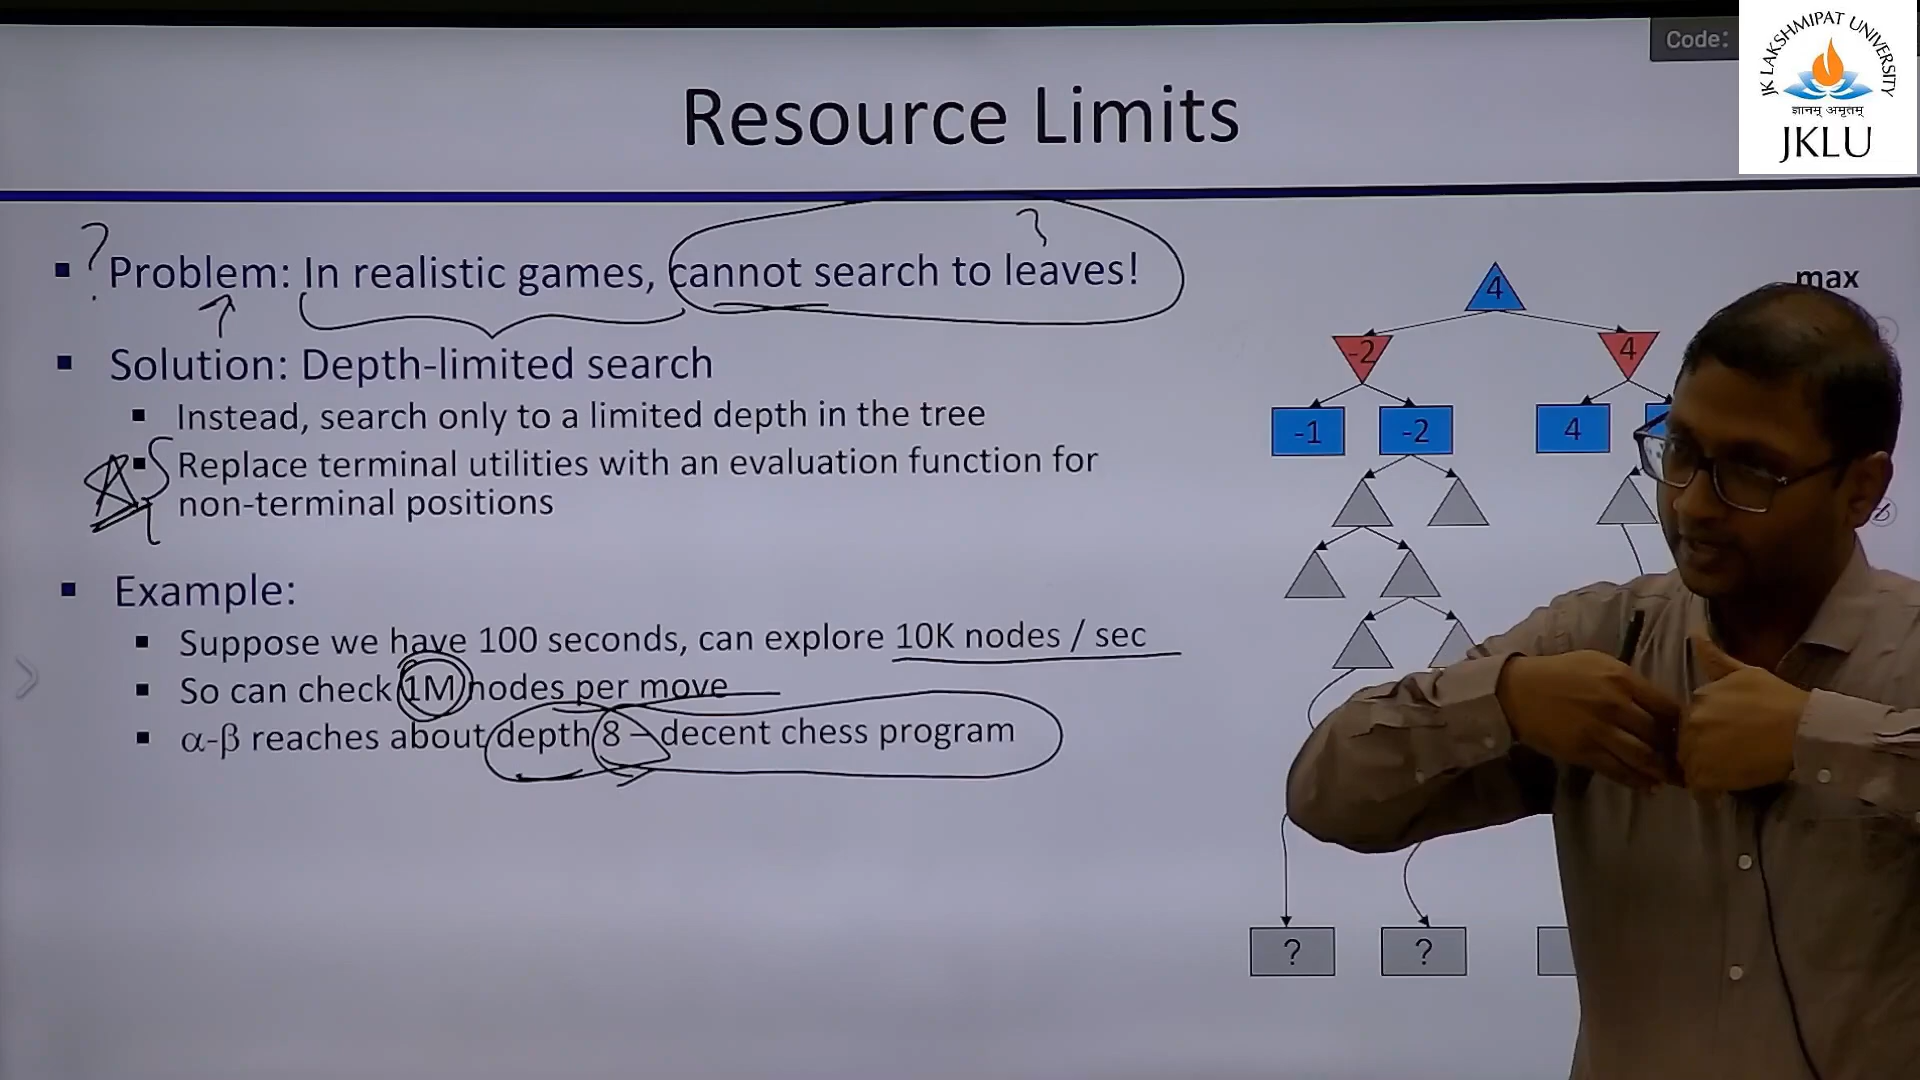 Code:
JK LAKSHMIPAT UNIVERSITY
ज्ञानम् अमृतम्
JKLU
Resource Limits
?
?
▪ Problem: In realistic games, cannot search to leaves!
▪ Solution: Depth-limited search
▪ Instead, search only to a limited depth in the tree
▪ Replace terminal utilities with an evaluation function for
non-terminal positions
▪ Example:
▪ Suppose we have 100 seconds, can explore 10K nodes / sec
▪ So can check 1M nodes per move
▪ α-β reaches about depth 8 – decent chess program
max
4
-2 4
-1 -2 4
? ?